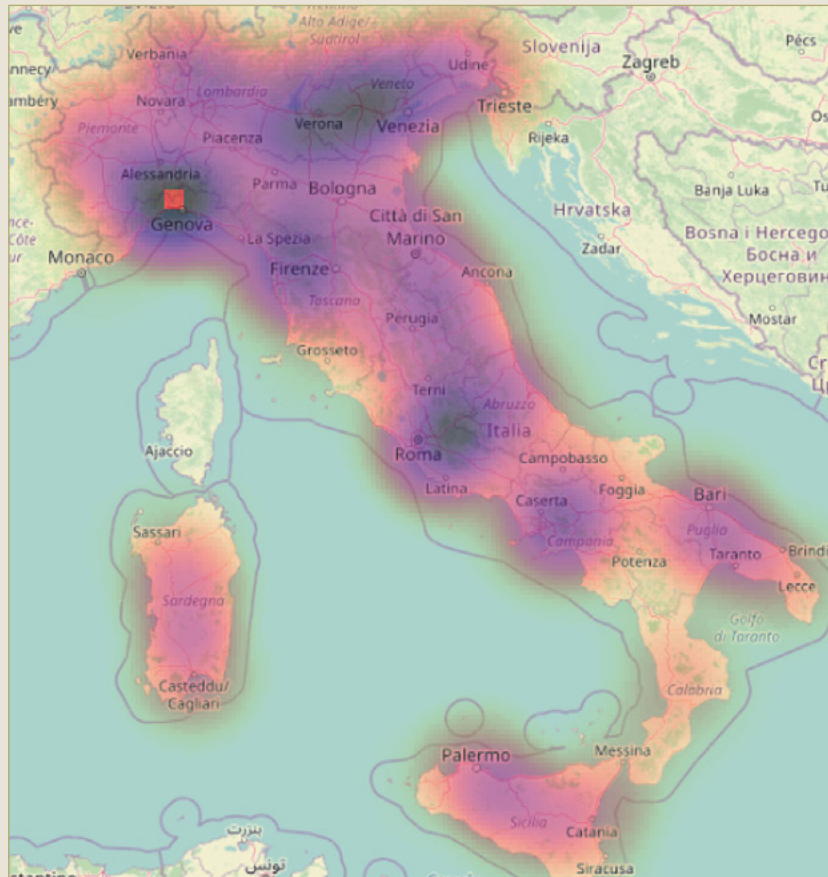 Alto Adige/
Südtirol
Slovenija
Pécs
Verbania
Udine
Zagreb
Lombardia
Veneto
Novara
Trieste
Verona
Venezia
Piemonte
Piacenza
Rijeka
Alessandria
Parma
Bologna
Banja Luka
Città di San
Marino
Hrvatska
Genova
La Spezia
Bosna i Hercego
Босна и
Херцеговин
Monaco
Firenze
Zadar
Ancona
Toscana
Perugia
Mostar
Grosseto
Terni
Abruzzo
Italia
Ajaccio
Roma
Campobasso
Latina
Caserta
Foggia
Bari
Sassari
Campania
Puglia
Potenza
Taranto
Brindi
Lecce
Sardegna
Golfo
di Taranto
Casteddu/
Cagliari
Calabria
Palermo
Messina
Sicilia
Catania
Siracusa
بنزرت
تونس